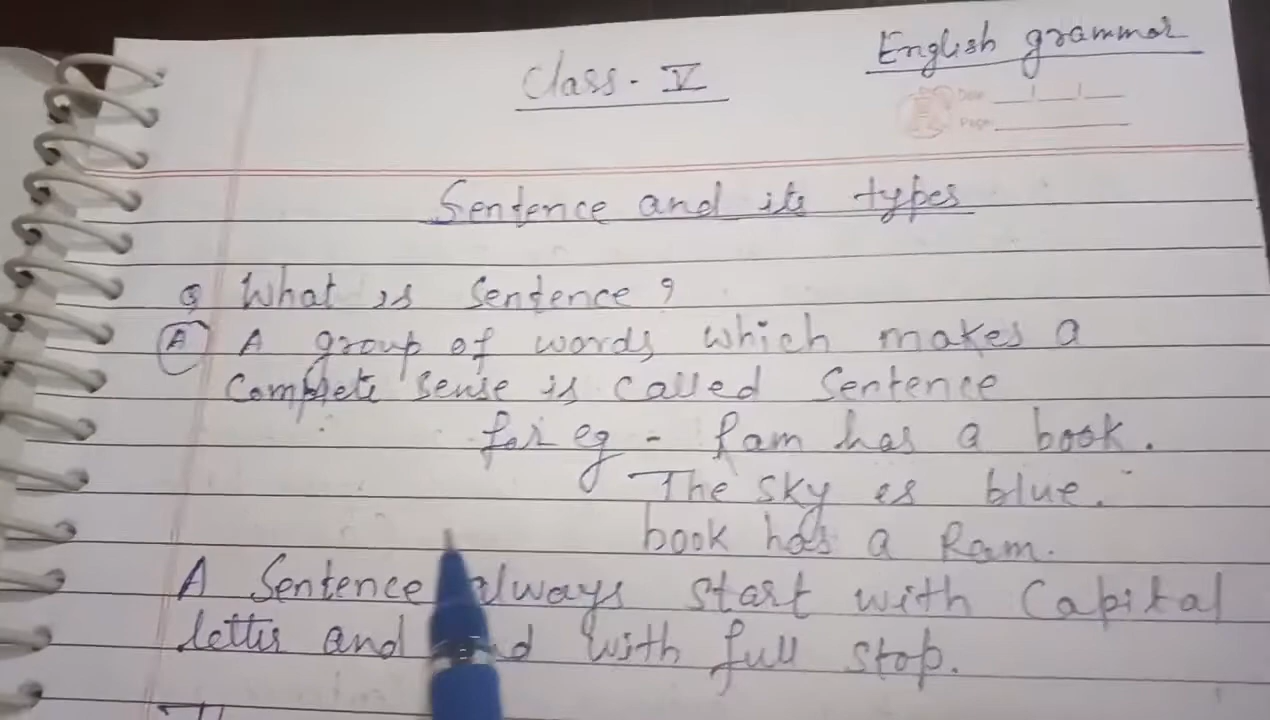 English grammar
Class - V
Date
Page
Sentence and its types
Q What is Sentence ?
A A group of words which makes a
Complete Sense is called Sentence
for eg - Ram has a book.
The sky is blue.
book has a Ram.
A Sentence always start with Capital
letter and end with full stop.